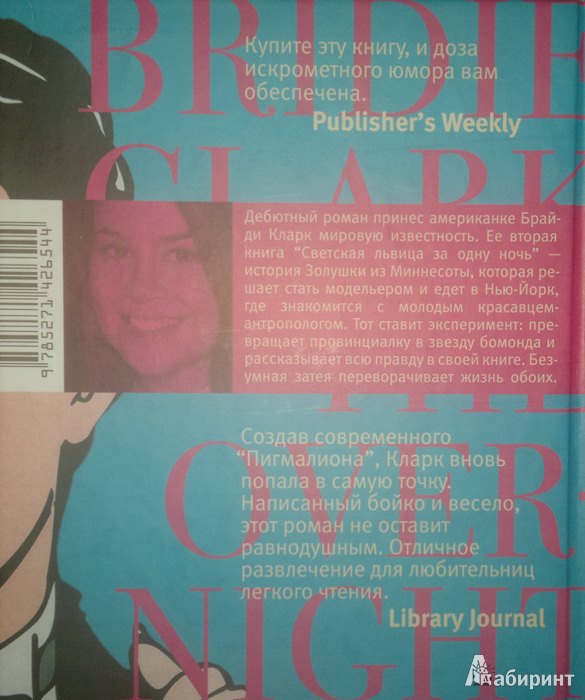 BRIDIE
CLARK
Купите эту книгу, и доза
искрометного юмора вам
обеспечена.
Publisher's Weekly
9 785271 426544
Дебютный роман принес американке Брай-
ди Кларк мировую известность. Ее вторая
книга "Светская львица за одну ночь" —
история Золушки из Миннесоты, которая ре-
шает стать модельером и едет в Нью-Йорк,
где знакомится с молодым красавцем-
антропологом. Тот ставит эксперимент: пре-
вращает провинциалку в звезду бомонда и
рассказывает всю правду в своей книге. Без-
умная затея переворачивает жизнь обоих.
THE
OVER-
NIGHT
Создав современного
"Пигмалиона", Кларк вновь
попала в самую точку.
Написанный бойко и весело,
этот роман не оставит
равнодушным. Отличное
развлечение для любительниц
легкого чтения.
Library Journal
Лабиринт